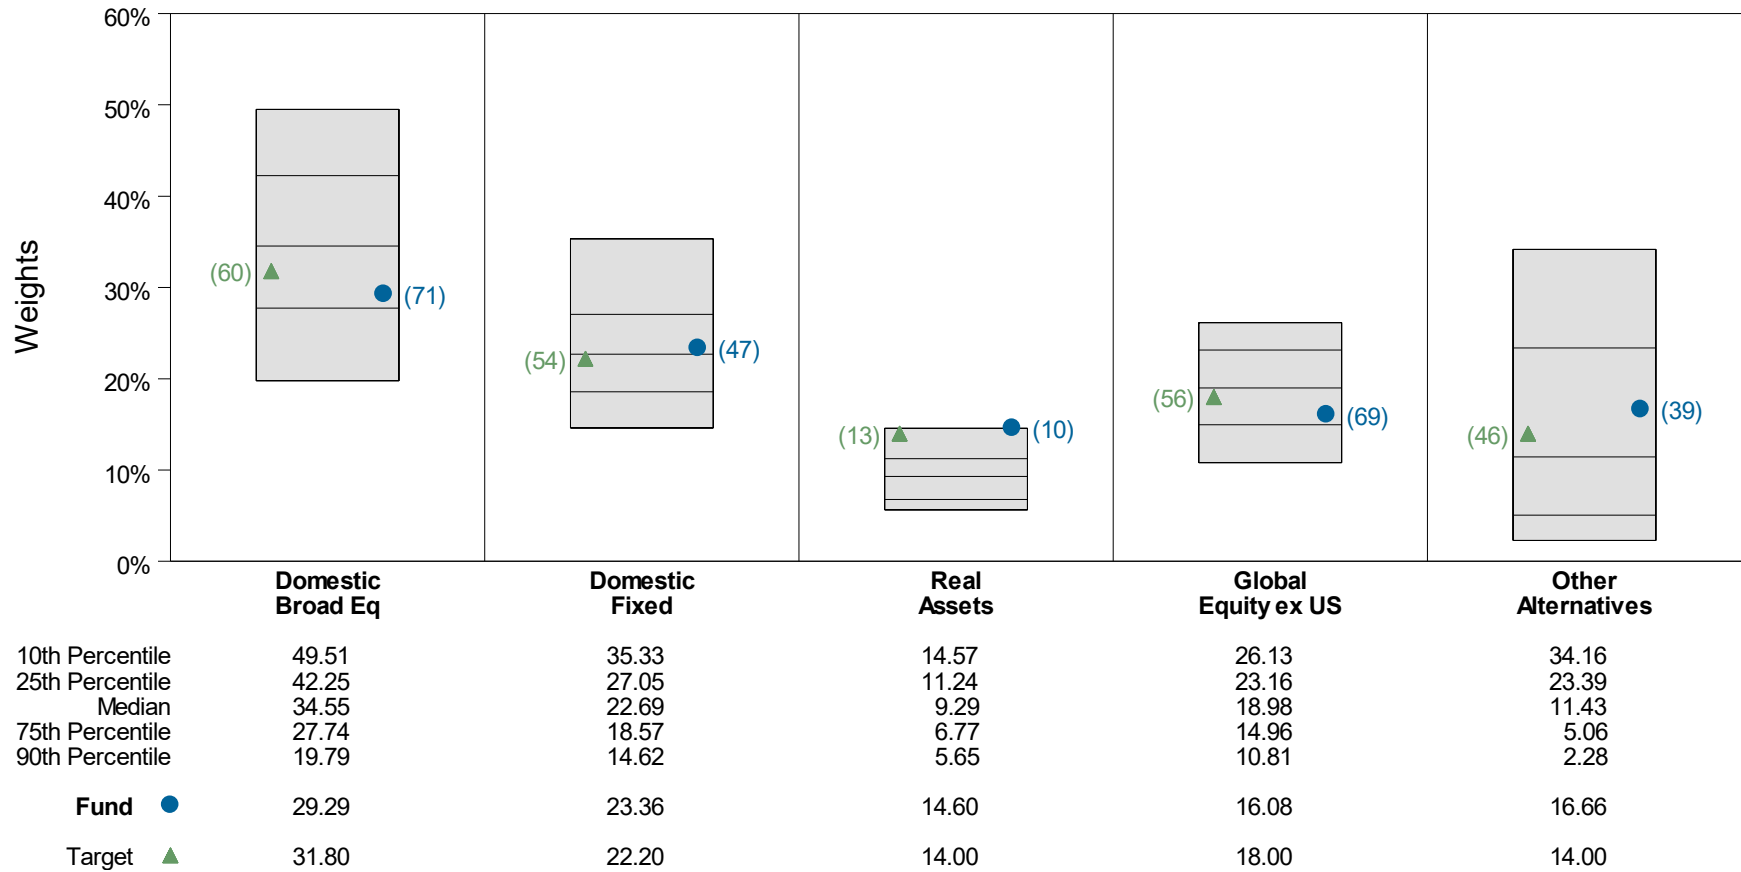 60%
50%
40%
30%
20%
10%
0%
Weights
(60)
(71)
(54)
(47)
(13)
(10)
(56)
(69)
(46)
(39)
Domestic Broad Eq
Domestic Fixed
Real Assets
Global Equity ex US
Other Alternatives
10th Percentile 49.51 35.33 14.57 26.13 34.16
25th Percentile 42.25 27.05 11.24 23.16 23.39
Median 34.55 22.69 9.29 18.98 11.43
75th Percentile 27.74 18.57 6.77 14.96 5.06
90th Percentile 19.79 14.62 5.65 10.81 2.28
Fund 29.29 23.36 14.60 16.08 16.66
Target 31.80 22.20 14.00 18.00 14.00